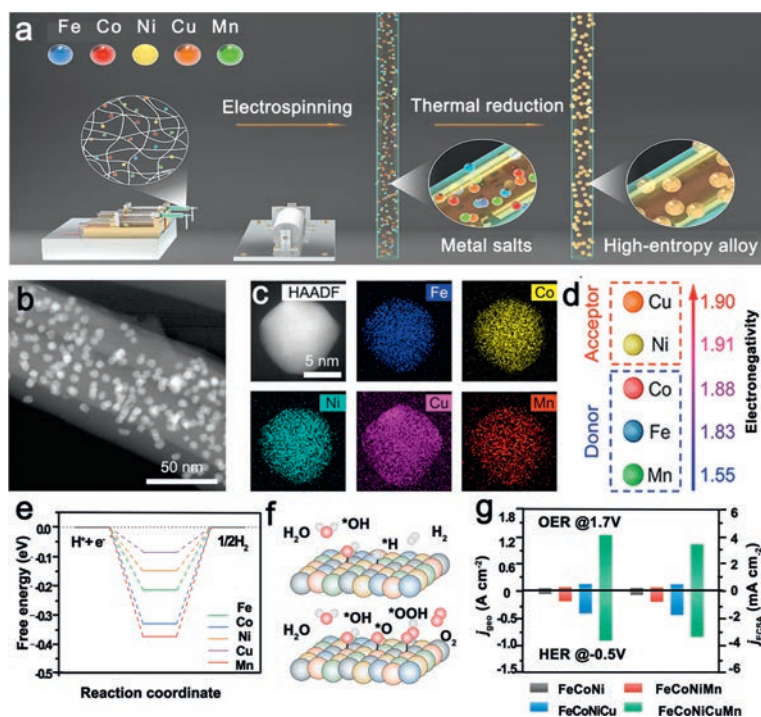 a
Fe Co Ni Cu Mn
Electrospinning
Thermal reduction
Metal salts
High-entropy alloy
b
50 nm
c
HAADF
5 nm
Fe
Co
Ni
Cu
Mn
d
Acceptor
Donor
Cu
Ni
Co
Fe
Mn
1.90
1.91
1.88
1.83
1.55
Electronegativity
e
Free energy (eV)
0.0
-0.1
-0.2
-0.3
-0.4
-0.5
H⁺+ e⁻
1/2H₂
Fe
Co
Ni
Cu
Mn
Reaction coordinate
f
H₂O
*OH
*H
H₂
H₂O
*OH
*O
*OOH
O₂
g
j_geo (A cm⁻²)
1.8
1.2
0.6
0
-0.5
-1.0
-1.5
OER @1.7V
HER @-0.5V
6
4
2
0
-2
-4
-6
j_ECSA (mA cm⁻²)
FeCoNi
FeCoNiMn
FeCoNiCu
FeCoNiCuMn